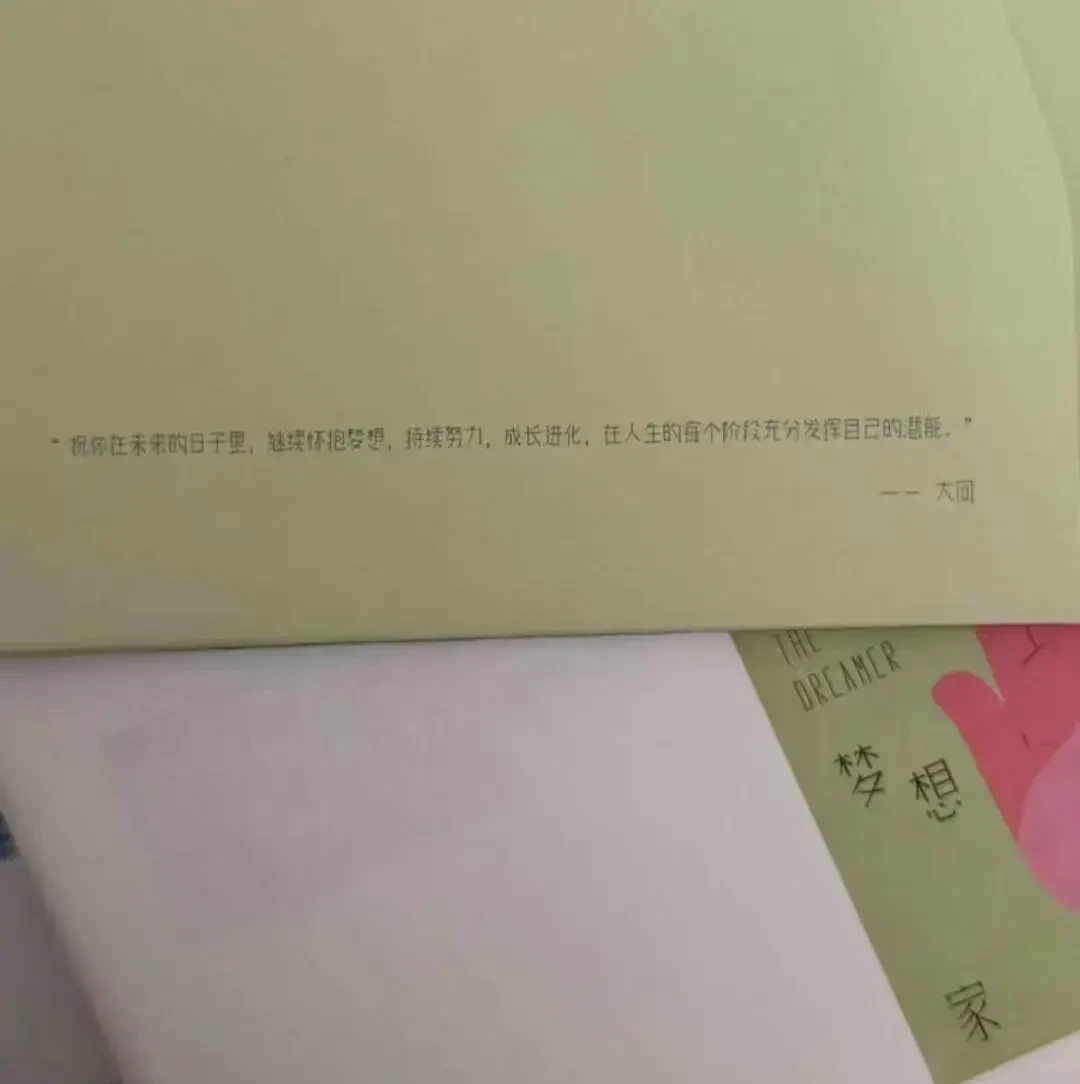 “祝你在未来的日子里，继续怀抱梦想，持续努力，成长进化，在人生的每个阶段充分发挥自己的潜能。”
—— 大同
THE
DREAMER
梦想
家